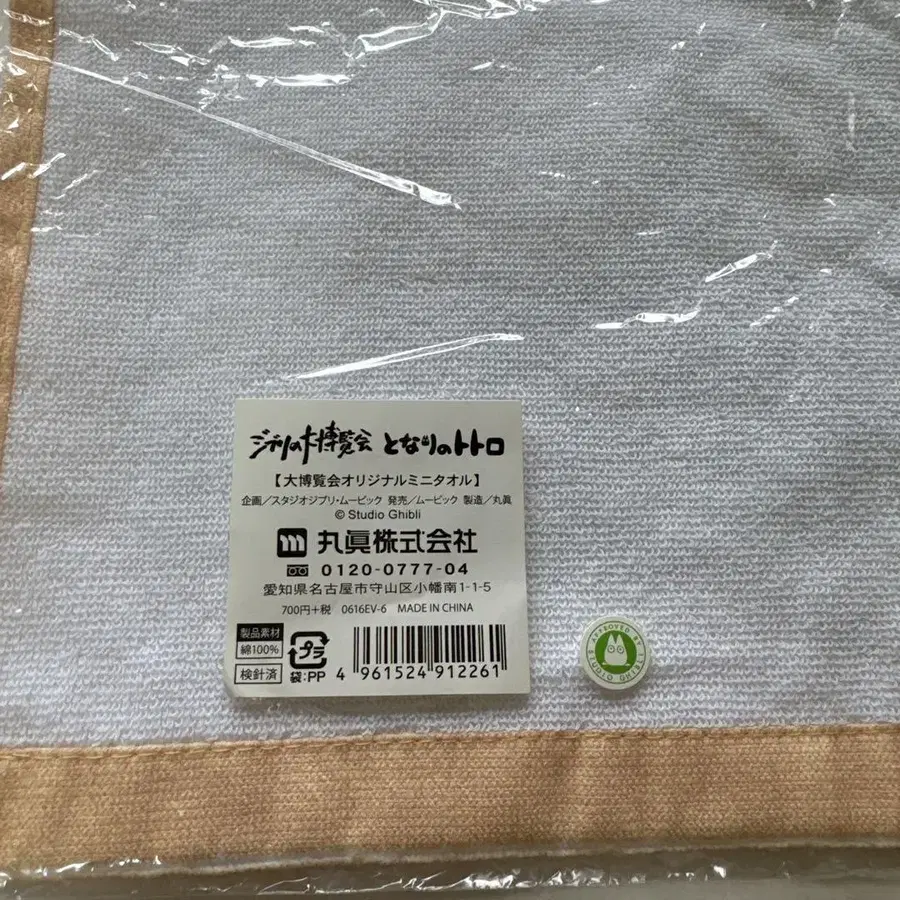 ジブリの大博覧会 となりのトトロ
【大博覧会オリジナルミニタオル】
企画／スタジオジブリ・ムービック 発売／ムービック 製造／丸眞
© Studio Ghibli
m 丸眞株式会社
0120-0777-04
愛知県名古屋市守山区小幡南1-1-5
700円+税 0616EV-6 MADE IN CHINA
製品素材
綿100%
検針済
プラ
袋:PP
4 961524 912261
APPROVED BY
STUDIO GHIBLI